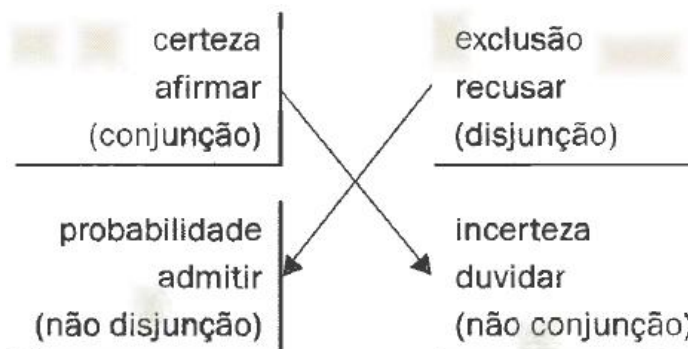 certeza
afirmar
(conjunção)
exclusão
recusar
(disjunção)
probabilidade
admitir
(não disjunção)
incerteza
duvidar
(não conjunção)